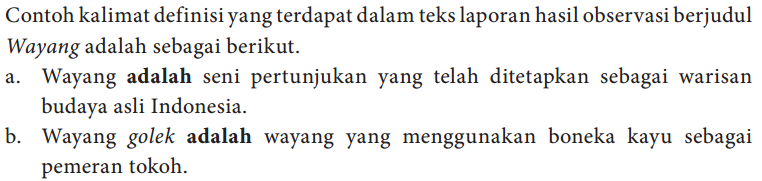 Contoh kalimat definisi yang terdapat dalam teks laporan hasil observasi berjudul
Wayang adalah sebagai berikut.
a. Wayang adalah seni pertunjukan yang telah ditetapkan sebagai warisan
budaya asli Indonesia.
b. Wayang golek adalah wayang yang menggunakan boneka kayu sebagai
pemeran tokoh.